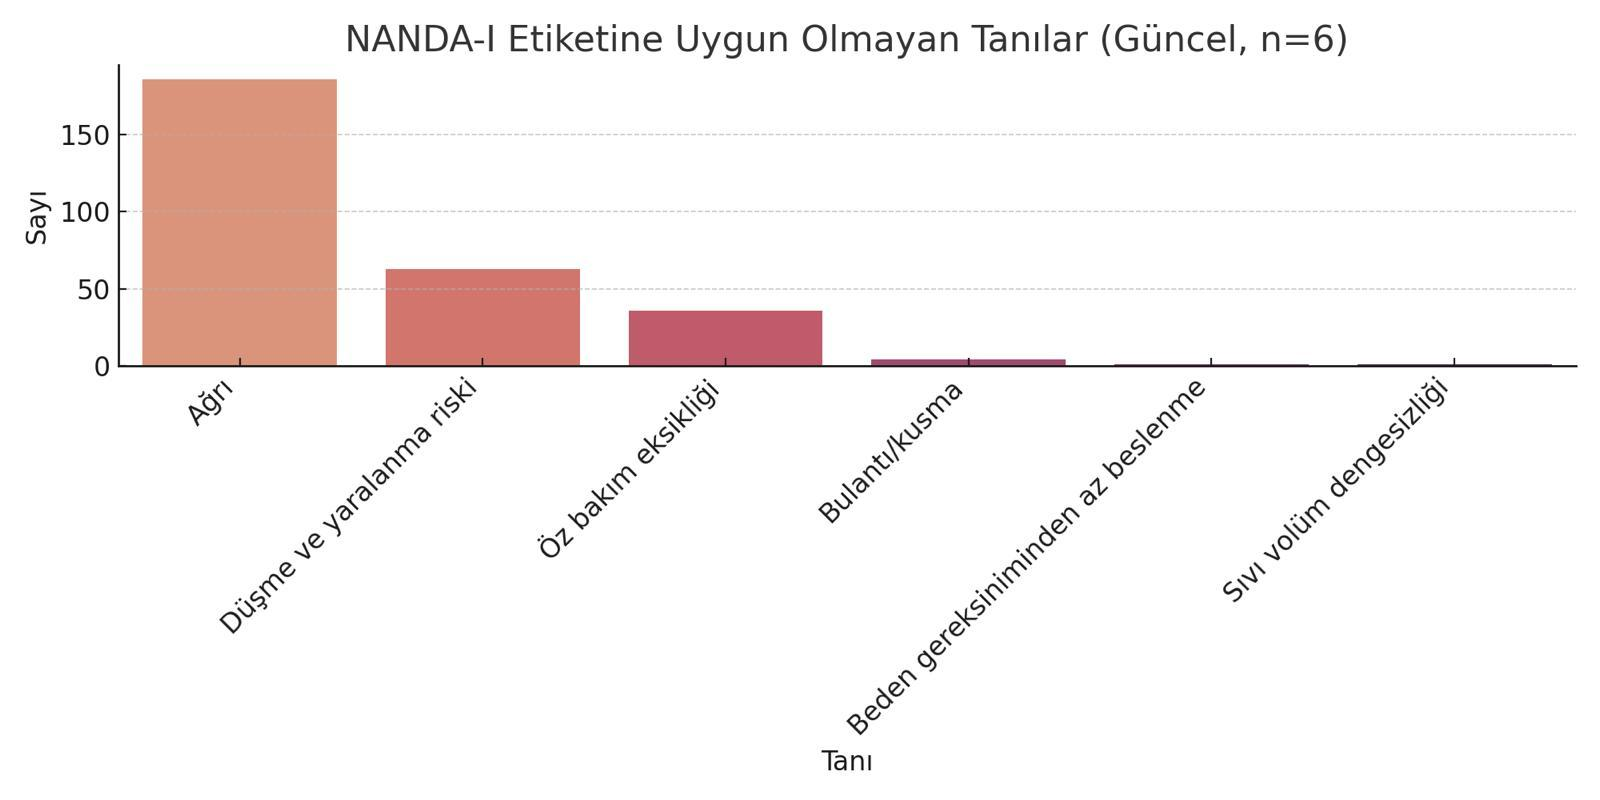 NANDA-I Etiketine Uygun Olmayan Tanılar (Güncel, n=6)
Sayı
150
100
50
0
Ağrı
Düşme ve yaralanma riski
Öz bakım eksikliği
Bulantı/kusma
Beden gereksiniminden az beslenme
Sıvı volüm dengesizliği
Tanı